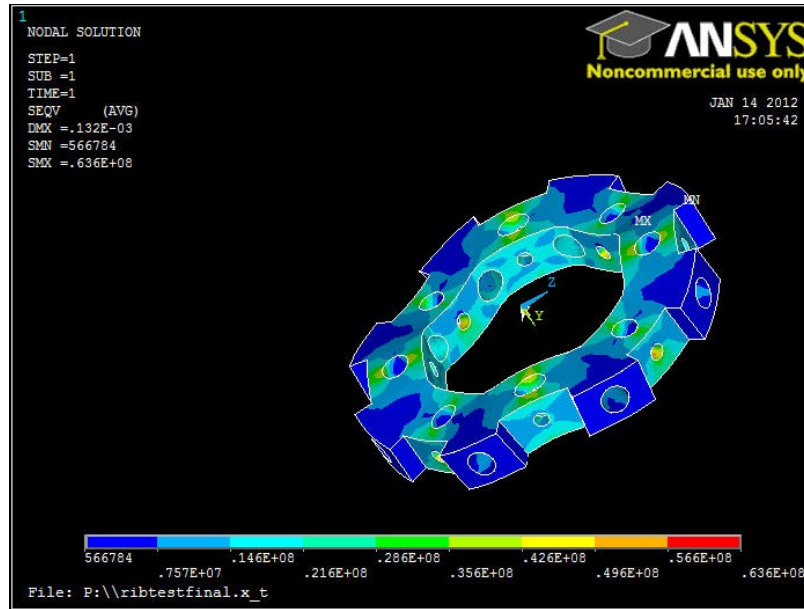 1
NODAL SOLUTION
STEP=1
SUB =1
TIME=1
SEQV (AVG)
DMX =.132E-03
SMN =566784
SMX =.636E+08
ANSYS
Noncommercial use only
JAN 14 2012
17:05:42
MN
MX
Z
Y
566784 .146E+08 .286E+08 .426E+08 .566E+08
.757E+07 .216E+08 .356E+08 .496E+08 .636E+08
File: P:\\ribtestfinal.x_t